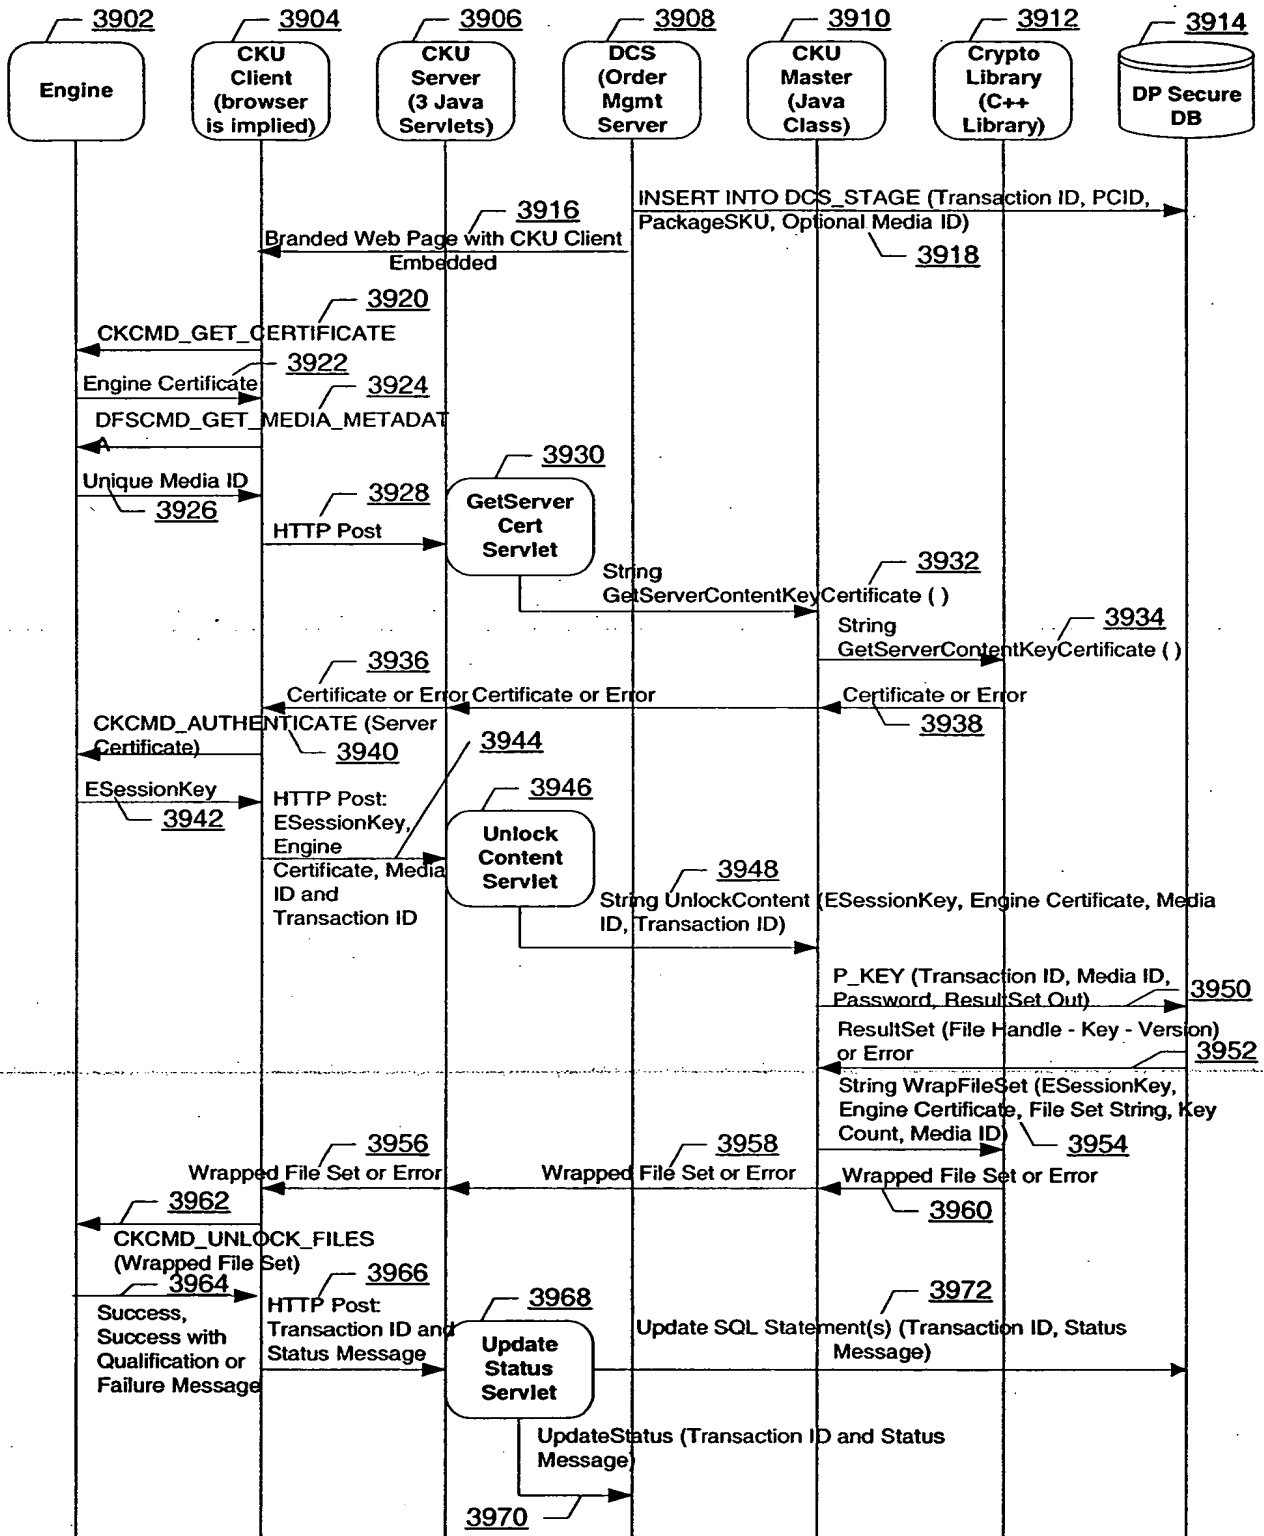 3902
3904
3906
3908
3910
3912
3914
Engine
CKU
Client
(browser
is implied)
CKU
Server
(3 Java
Servlets)
DCS
(Order
Mgmt
Server
CKU
Master
(Java
Class)
Crypto
Library
(C++
Library)
DP Secure
DB
INSERT INTO DCS_STAGE (Transaction ID, PCID,
PackageSKU, Optional Media ID)
3918
3916
Branded Web Page with CKU Client
Embedded
3920
CKCMD_GET_CERTIFICATE
3922
Engine Certificate
3924
DFSCMD_GET_MEDIA_METADAT
A
Unique Media ID
3926
3928
HTTP Post
3930
GetServer
Cert
Servlet
3932
String
GetServerContentKeyCertificate ( )
3934
String
GetServerContentKeyCertificate ( )
3936
Certificate or Error
Certificate or Error
Certificate or Error
3938
CKCMD_AUTHENTICATE (Server
Certificate)
3940
3944
ESessionKey
3942
HTTP Post:
ESessionKey,
Engine
Certificate, Media
ID and
Transaction ID
3946
Unlock
Content
Servlet
3948
String UnlockContent (ESessionKey, Engine Certificate, Media
ID, Transaction ID)
P_KEY (Transaction ID, Media ID,
Password, ResultSet Out)
3950
ResultSet (File Handle - Key - Version)
or Error
3952
String WrapFileSet (ESessionKey,
Engine Certificate, File Set String, Key
Count, Media ID)
3954
3956
Wrapped File Set or Error
3958
Wrapped File Set or Error
Wrapped File Set or Error
3960
3962
CKCMD_UNLOCK_FILES
(Wrapped File Set)
3964
Success,
Success with
Qualification or
Failure Message
3966
HTTP Post:
Transaction ID and
Status Message
3968
Update
Status
Servlet
3972
Update SQL Statement(s) (Transaction ID, Status
Message)
UpdateStatus (Transaction ID and Status
Message)
3970